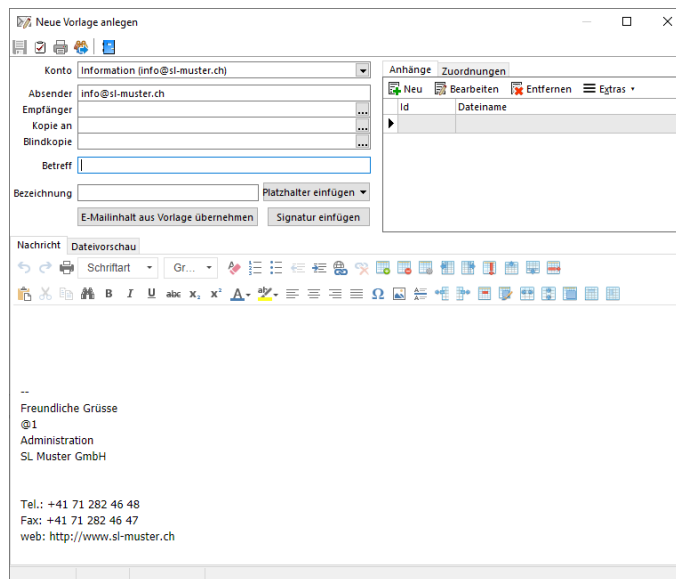 Neue Vorlage anlegen
Konto Information (info@sl-muster.ch)
Absender info@sl-muster.ch
Empfänger ...
Kopie an ...
Blindkopie ...
Betreff
Bezeichnung Platzhalter einfügen
E-Mailinhalt aus Vorlage übernehmen Signatur einfügen
Anhänge Zuordnungen
Neu Bearbeiten Entfernen Extras
Id Dateiname
Nachricht Dateivorschau
Schriftart Gr...
B I U abc X₂ X² A aby Ω
--
Freundliche Grüsse
@1
Administration
SL Muster GmbH
Tel.: +41 71 282 46 48
Fax: +41 71 282 46 47
web: http://www.sl-muster.ch